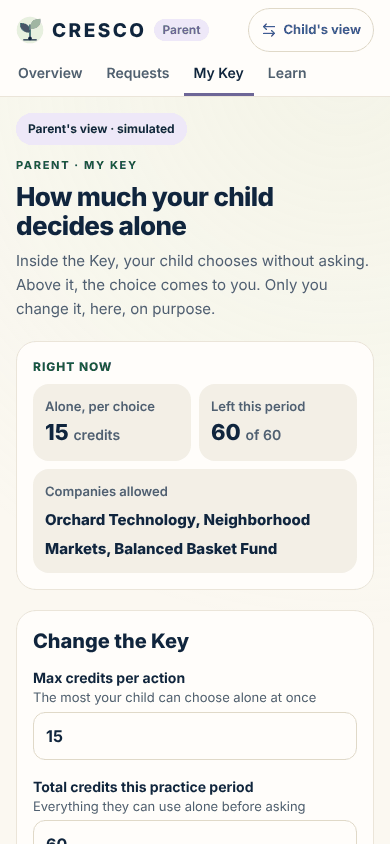 CRESCO Parent Child's view
Overview Requests My Key Learn
Parent's view · simulated
PARENT · MY KEY
How much your child
decides alone
Inside the Key, your child chooses without asking.
Above it, the choice comes to you. Only you
change it, here, on purpose.
RIGHT NOW
Alone, per choice
15 credits
Left this period
60 of 60
Companies allowed
Orchard Technology, Neighborhood
Markets, Balanced Basket Fund
Change the Key
Max credits per action
The most your child can choose alone at once
15
Total credits this practice period
Everything they can use alone before asking
60